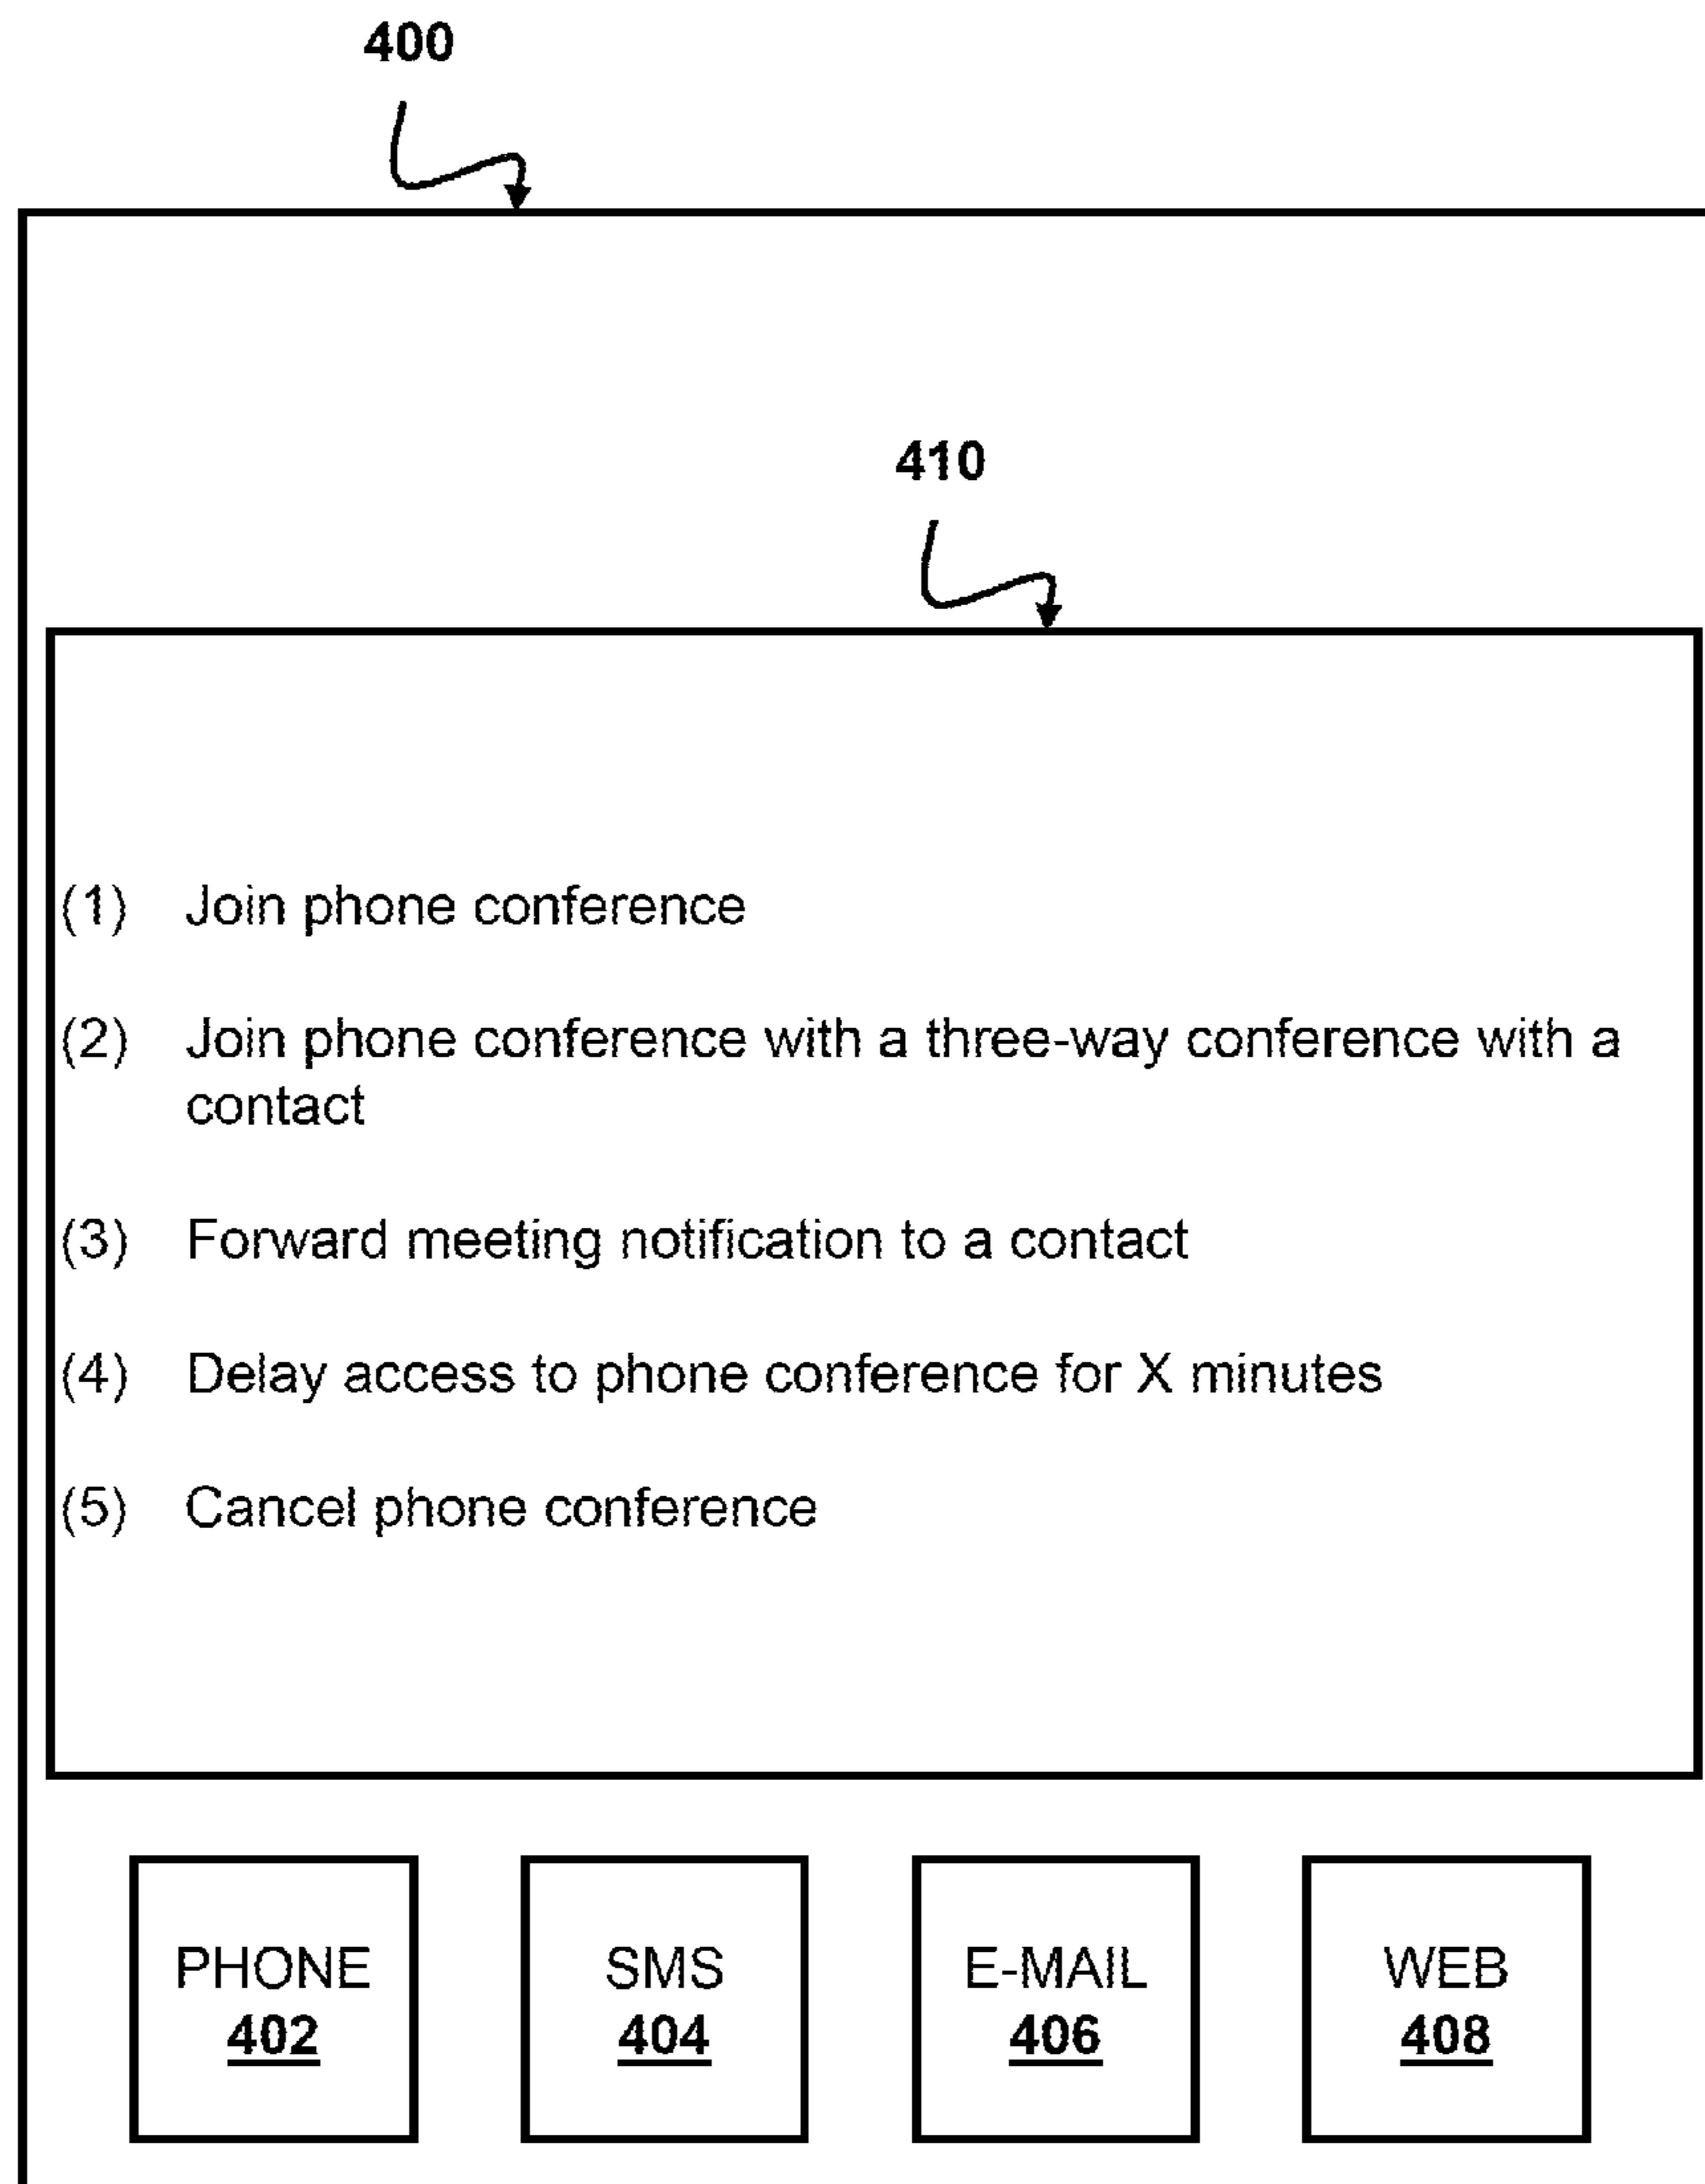 400
410
(1) Join phone conference
(2) Join phone conference with a three-way conference with a
contact
(3) Forward meeting notification to a contact
(4) Delay access to phone conference for X minutes
(5) Cancel phone conference
PHONE SMS E-MAIL WEB
402 404 406 408